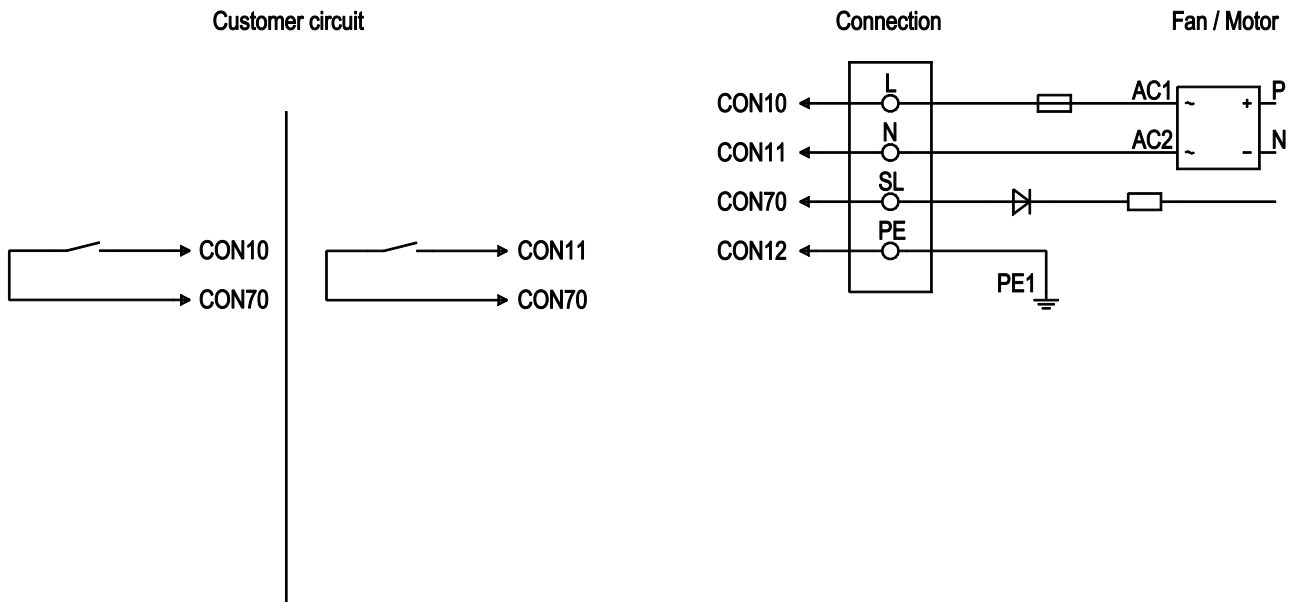 Customer circuit
Connection
Fan / Motor
L
CON10
AC1
~
+
P
N
CON11
AC2
~
–
N
SL
CON70
PE
CON12
PE1
CON10
CON70
CON11
CON70